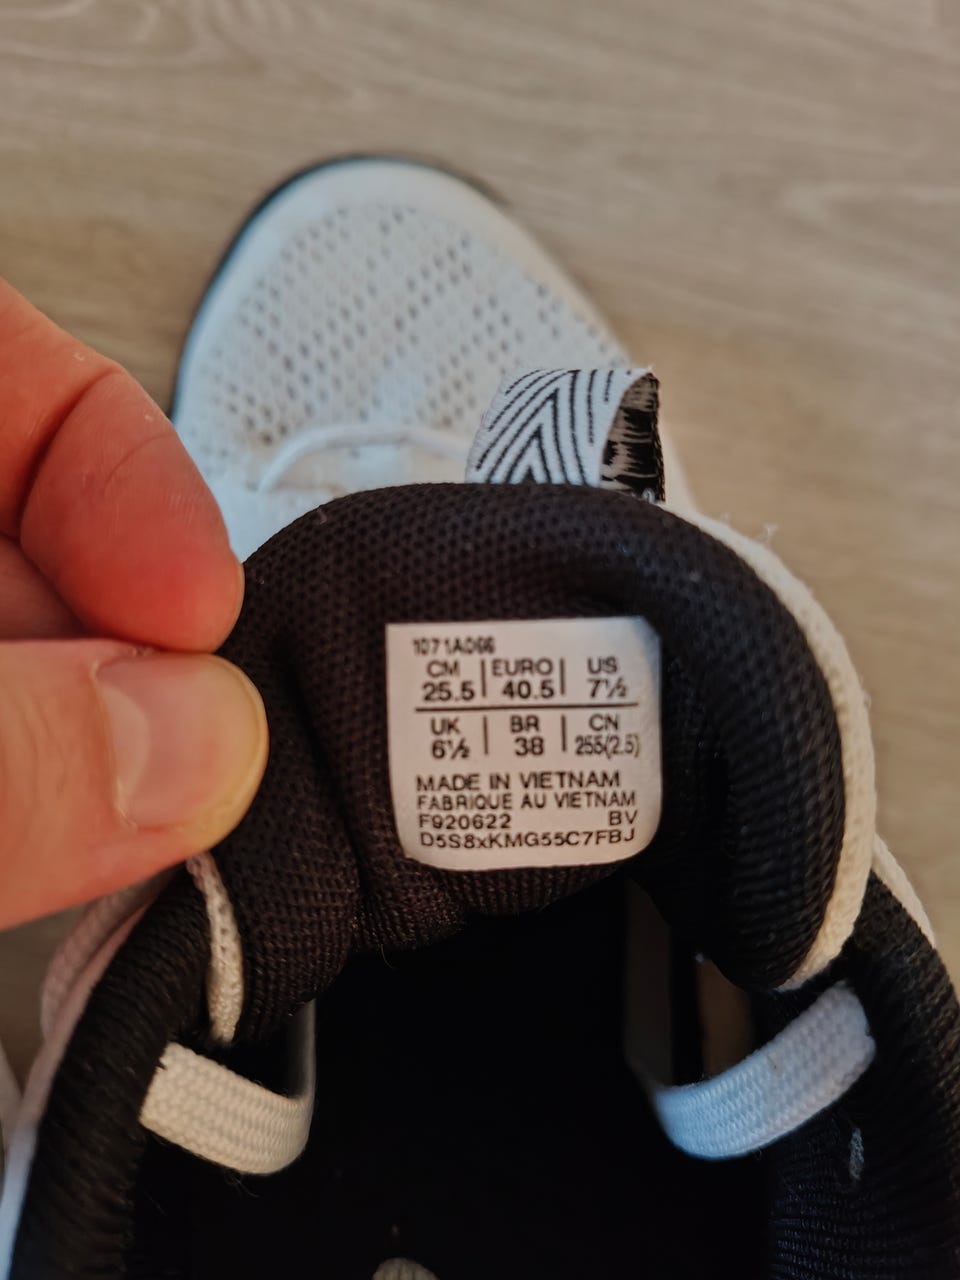 1071A066
CM | EURO | US
25.5 | 40.5 | 7½
UK | BR | CN
6½ | 38 | 255(2.5)
MADE IN VIETNAM
FABRIQUE AU VIETNAM
F920622 BV
D5S8xKMG55C7FBJ